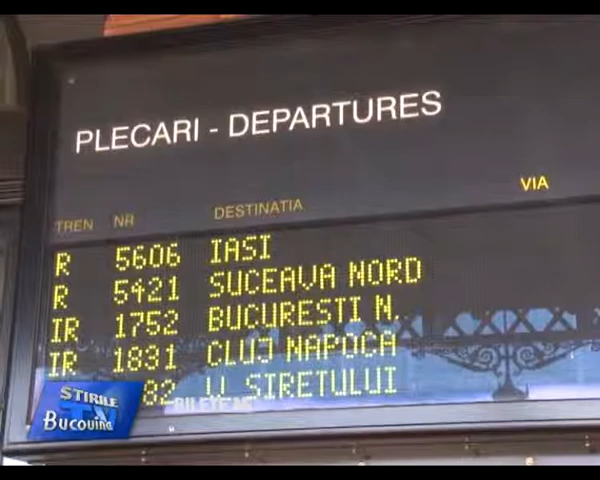 PLECARI - DEPARTURES
VIA
TREN NR DESTINATIA
R 5606 IASI
R 5421 SUCEAVA NORD
IR 1752 BUCURESTI N.
IR 1831 CLUJ NAPOCA
82 V SIRETULUI
STIRILE
TV
Bucovina